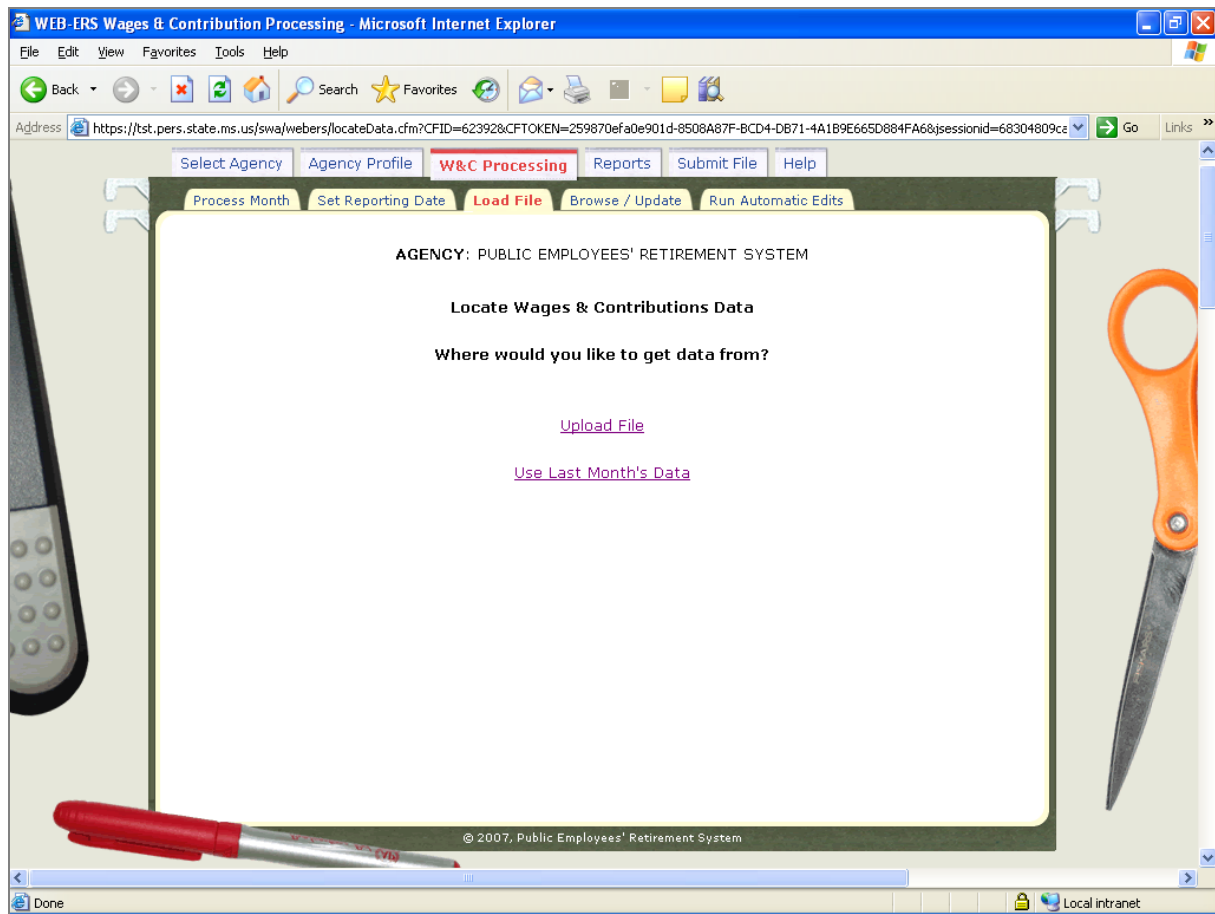 WEB-ERS Wages & Contribution Processing - Microsoft Internet Explorer
File Edit View Favorites Tools Help
Back Search Favorites
Address https://tst.pers.state.ms.us/swa/webers/locateData.cfm?CFID=62392&CFTOKEN=259870efa0e901d-8508A87F-BCD4-DB71-4A1B9E665D884FA6&jsessionid=68304809ca Go Links »
Select Agency Agency Profile W&C Processing Reports Submit File Help
Process Month Set Reporting Date Load File Browse / Update Run Automatic Edits
AGENCY: PUBLIC EMPLOYEES' RETIREMENT SYSTEM
Locate Wages & Contributions Data
Where would you like to get data from?
Upload File
Use Last Month's Data
© 2007, Public Employees' Retirement System
Done Local intranet